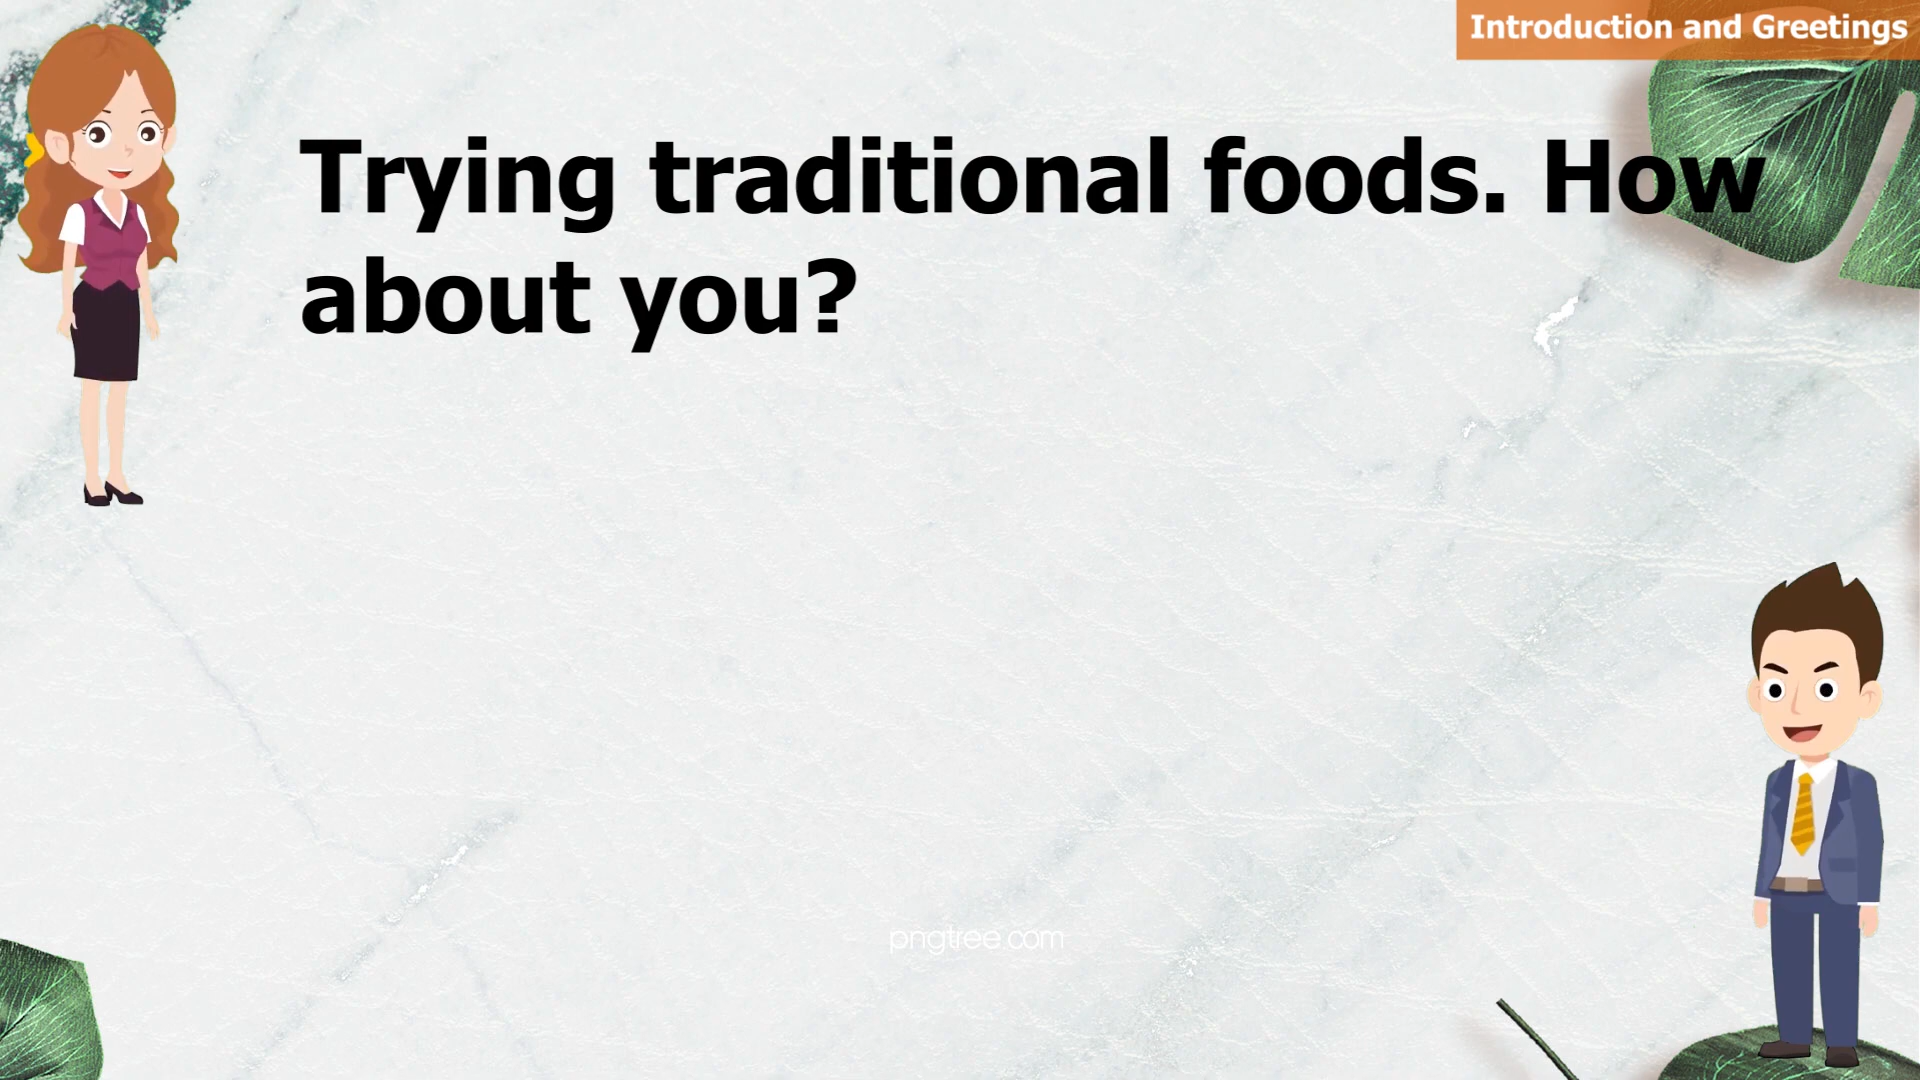 Introduction and Greetings
Trying traditional foods. How
about you?
pngtree.com